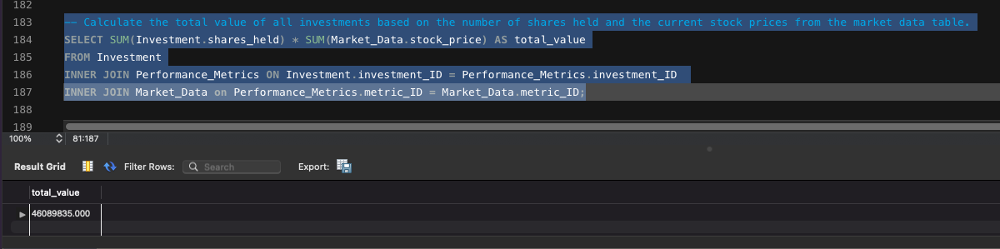 182
183 -- Calculate the total value of all investments based on the number of shares held and the current stock prices from the market data table.
184 SELECT SUM(Investment.shares_held) * SUM(Market_Data.stock_price) AS total_value
185 FROM Investment
186 INNER JOIN Performance_Metrics ON Investment.investment_ID = Performance_Metrics.investment_ID
187 INNER JOIN Market_Data on Performance_Metrics.metric_ID = Market_Data.metric_ID;
188
189
100% 81:187
Result Grid Filter Rows: Search Export:
total_value
46089835.000